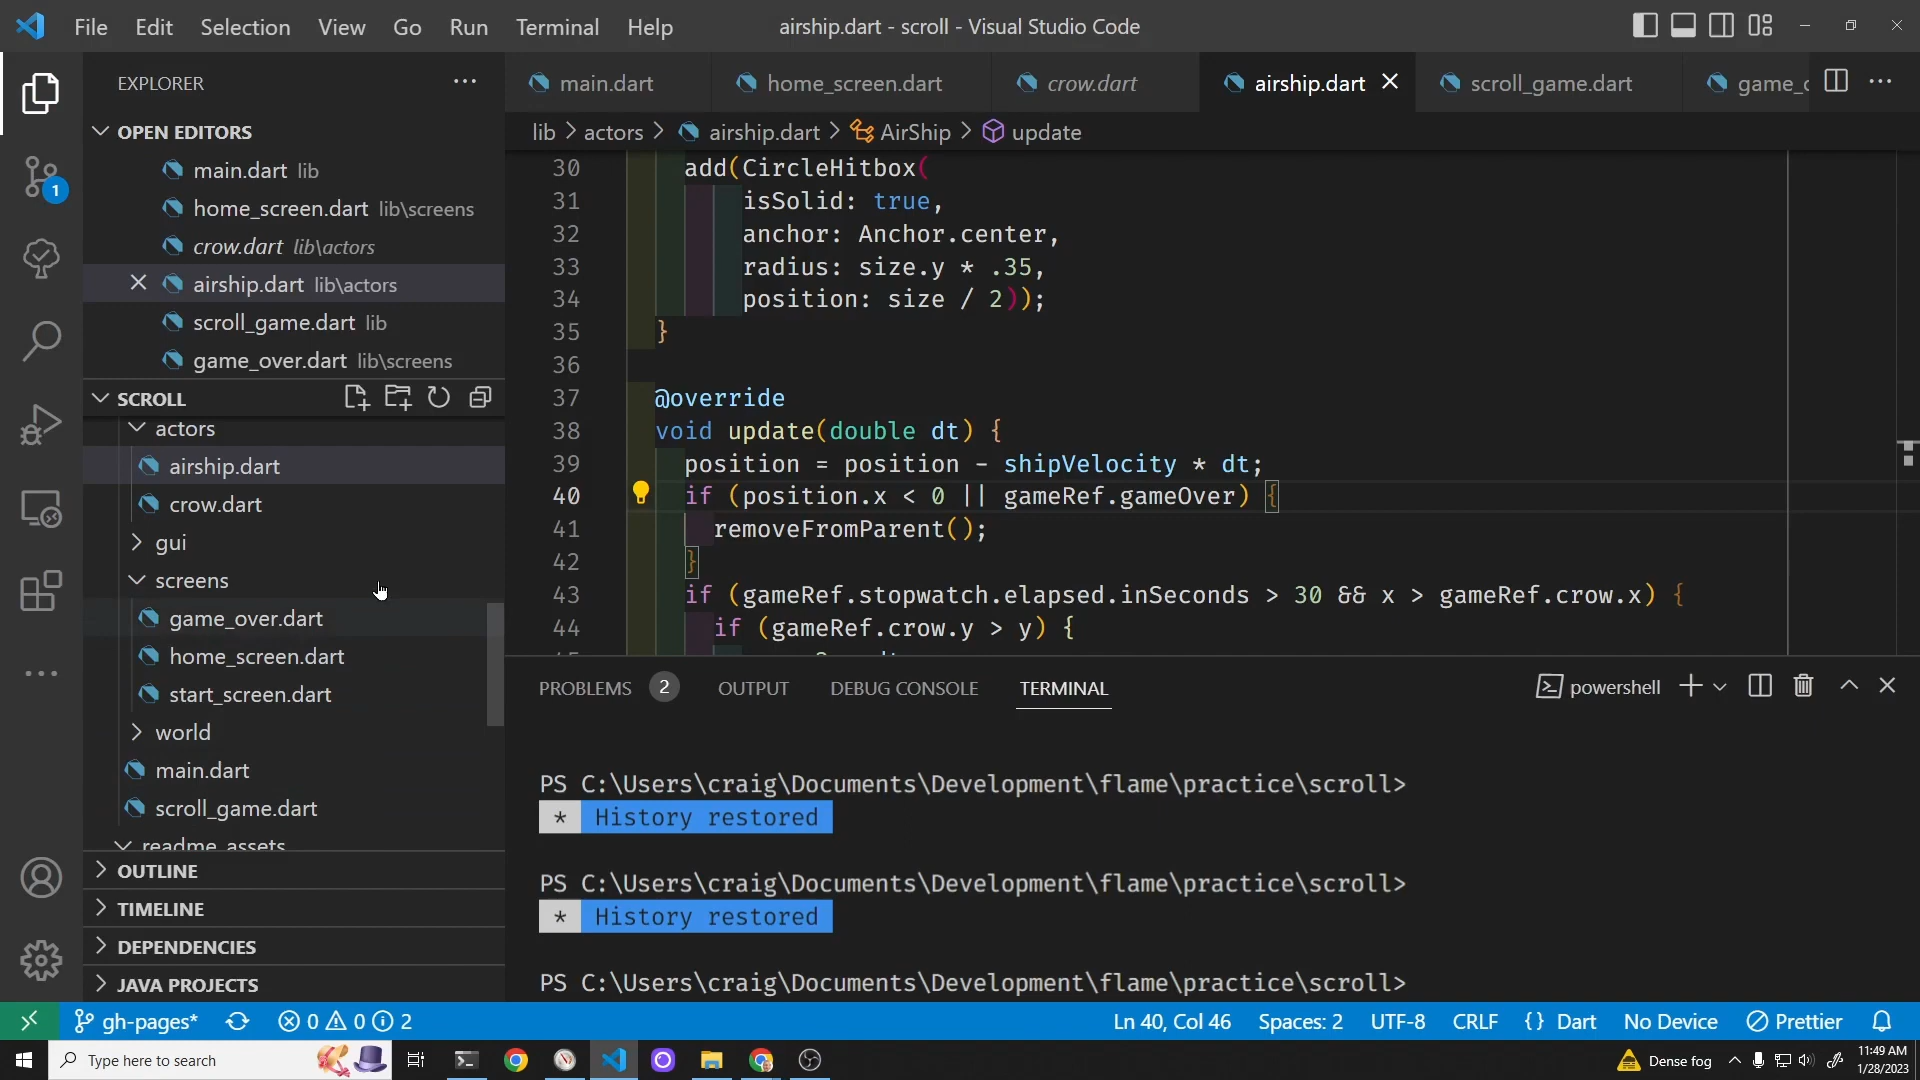 File Edit Selection View Go Run Terminal Help
airship.dart - scroll - Visual Studio Code
EXPLORER
OPEN EDITORS
main.dart lib
home_screen.dart lib\screens
crow.dart lib\actors
airship.dart lib\actors
scroll_game.dart lib
game_over.dart lib\screens
SCROLL
actors
airship.dart
crow.dart
gui
screens
game_over.dart
home_screen.dart
start_screen.dart
world
main.dart
scroll_game.dart
readme_assets
OUTLINE
TIMELINE
DEPENDENCIES
JAVA PROJECTS
1
main.dart home_screen.dart crow.dart airship.dart scroll_game.dart
lib > actors > airship.dart > AirShip > update
30 add(CircleHitbox(
31 isSolid: true,
32 anchor: Anchor.center,
33 radius: size.y * .35,
34 position: size / 2));
35 }
36
37 @override
38 void update(double dt) {
39 position = position - shipVelocity * dt;
40 if (position.x < 0 || gameRef.gameOver) {
41 removeFromParent();
42 }
43 if (gameRef.stopwatch.elapsed.inSeconds > 30 && x > gameRef.crow.x) {
44 if (gameRef.crow.y > y) {
PROBLEMS 2 OUTPUT DEBUG CONSOLE TERMINAL
powershell
PS C:\Users\craig\Documents\Development\flame\practice\scroll>
* History restored
PS C:\Users\craig\Documents\Development\flame\practice\scroll>
* History restored
PS C:\Users\craig\Documents\Development\flame\practice\scroll>
gh-pages* 0 0 2
Ln 40, Col 46 Spaces: 2 UTF-8 CRLF {} Dart No Device Prettier
Type here to search
Dense fog
11:49 AM
1/28/2023